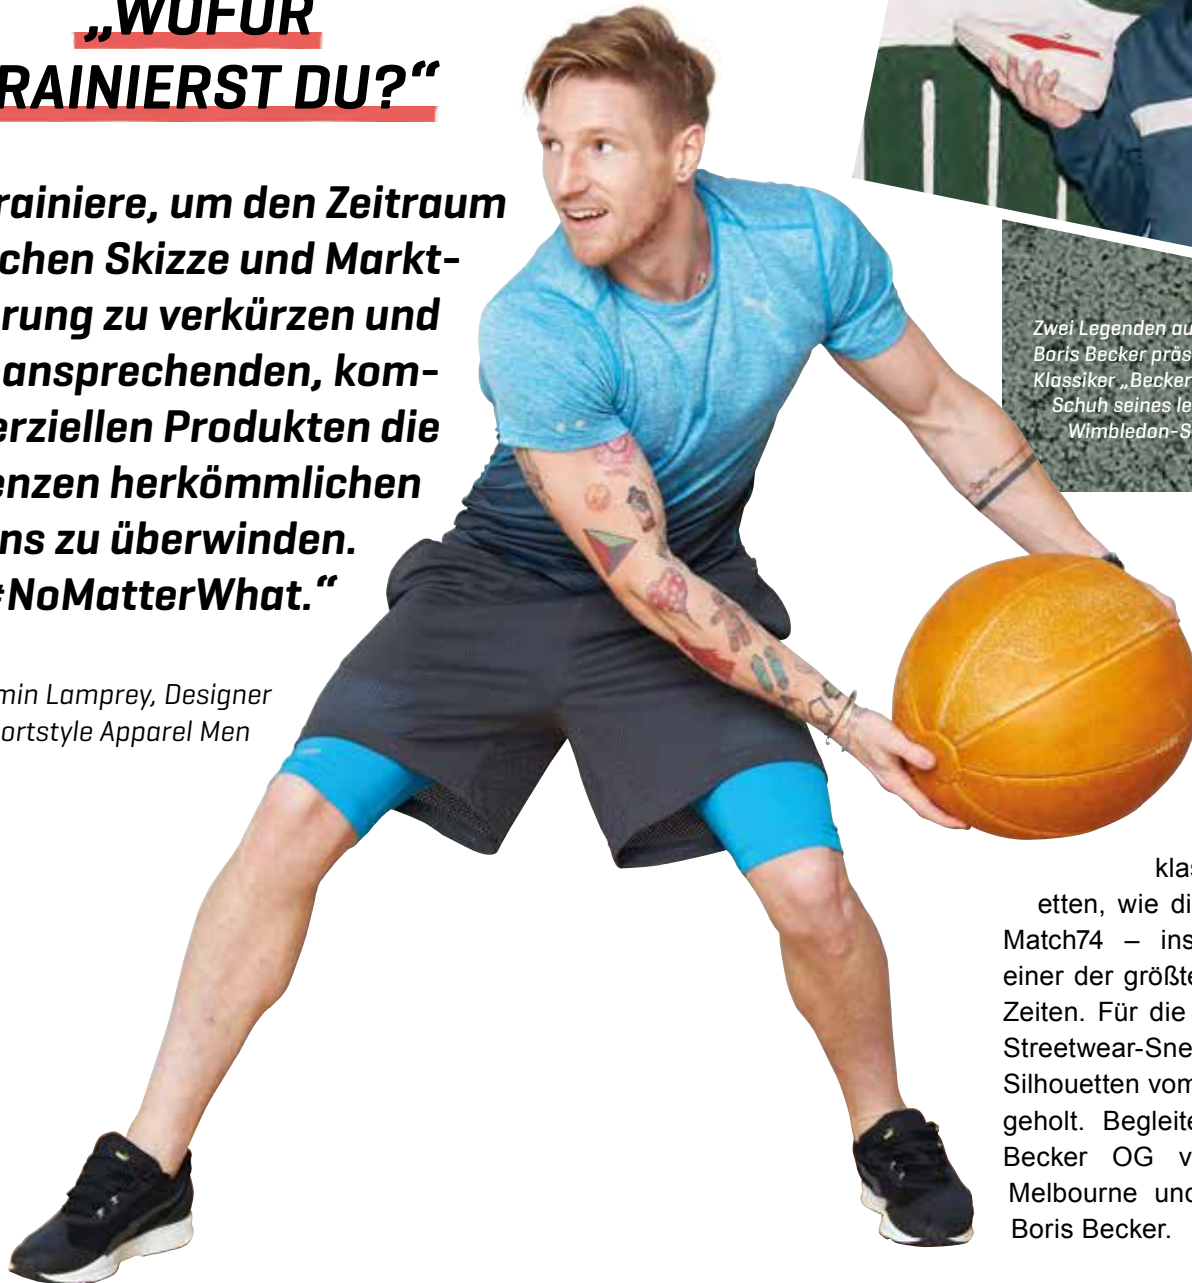 „WOFÜR
RAINIERST DU?“
rainiere, um den Zeitraum
chen Skizze und Markt-
rung zu verkürzen und
ansprechenden, kom-
erziellen Produkten die
enzen herkömmlichen
ns zu überwinden.
#NoMatterWhat.“
min Lamprey, Designer
ortstyle Apparel Men
Zwei Legenden au
Boris Becker präs
Klassiker „Becker
Schuh seines le
Wimbledon-S
klas
etten, wie di
Match74 – ins
einer der größte
Zeiten. Für die
Streetwear-Sne
Silhouetten vom
geholt. Begleite
Becker OG v
Melbourne und
Boris Becker.